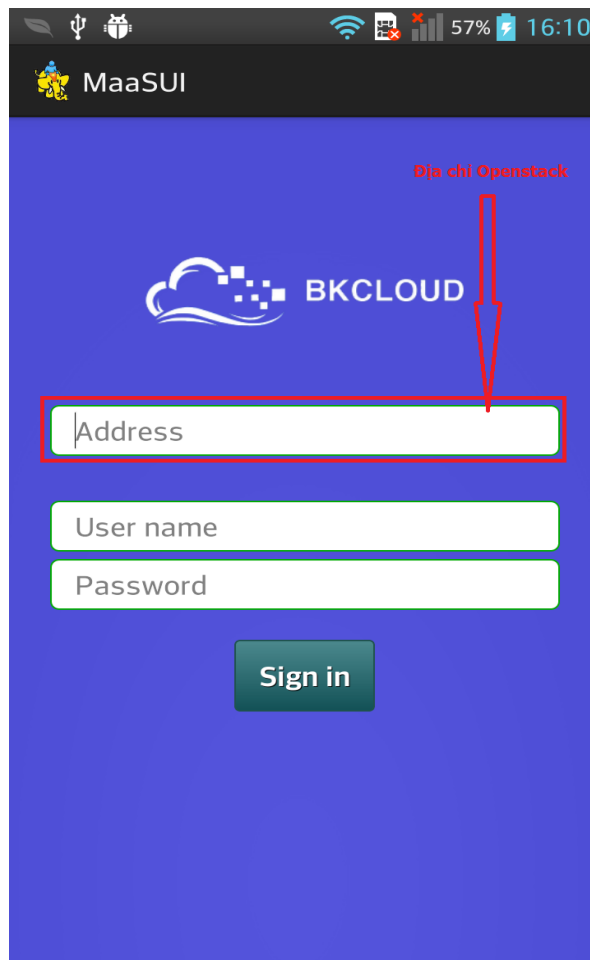 57% 16:10
MaaSUI
Địa chỉ Openstack
BKCLOUD
Address
User name
Password
Sign in